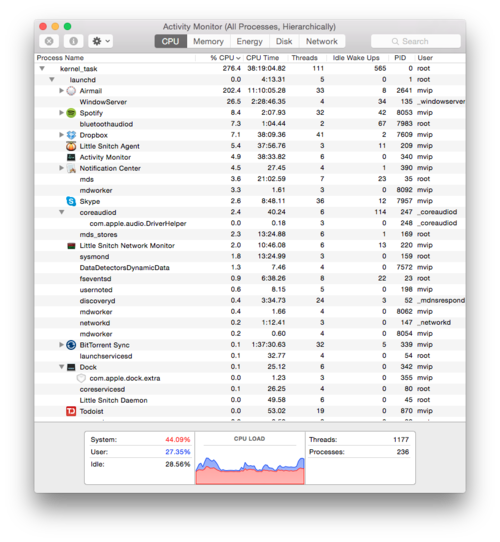 Activity Monitor (All Processes, Hierarchically)
CPU Memory Energy Disk Network Search
Process Name % CPU CPU Time Threads Idle Wake Ups PID User
kernel_task 276.4 38:19:04.82 111 565 0 root
launchd 0.0 4:13.31 5 0 1 root
Airmail 202.4 11:10:05.28 33 8 2641 mvip
WindowServer 26.5 2:28:46.35 4 34 135 _windowserver
Spotify 8.4 2:07.93 32 42 8053 mvip
bluetoothaudiod 7.3 1:04.44 2 67 7983 root
Dropbox 7.1 38:09.36 41 2 7609 mvip
Little Snitch Agent 5.4 37:56.76 3 11 209 mvip
Activity Monitor 4.9 38:33.82 6 0 340 mvip
Notification Center 4.5 27.45 4 1 390 mvip
mds 3.6 21:02.59 7 23 35 root
mdworker 3.3 1.61 3 0 8092 mvip
Skype 2.6 8:48.11 36 12 7957 mvip
coreaudiod 2.4 40.24 6 114 247 _coreaudiod
com.apple.audio.DriverHelper 0.0 0.18 3 0 248 _coreaudiod
mds_stores 2.3 13:24.88 6 1 169 root
Little Snitch Network Monitor 2.0 10:46.08 6 13 220 mvip
sysmond 1.8 13:24.99 3 0 159 root
DataDetectorsDynamicData 1.3 7.46 4 0 7572 mvip
fseventsd 0.9 6:38.26 8 22 23 root
usernoted 0.6 8.15 5 0 198 mvip
discoveryd 0.4 3:34.73 24 3 52 _mdnsrespond
mdworker 0.4 1.66 4 0 8062 mvip
networkd 0.2 1:12.41 3 0 147 _networkd
mdworker 0.2 0.60 4 0 8054 mvip
BitTorrent Sync 0.1 1:37:30.63 32 5 339 mvip
launchservicesd 0.1 32.77 4 0 54 root
Dock 0.1 25.12 6 0 342 mvip
com.apple.dock.extra 0.0 1.23 3 0 355 mvip
coreservicesd 0.1 26.25 4 0 80 root
Little Snitch Daemon 0.0 49.58 6 0 45 root
Todoist 0.0 53.02 19 0 870 mvip
System: 44.09% CPU LOAD Threads: 1177
User: 27.35% Processes: 236
Idle: 28.56%